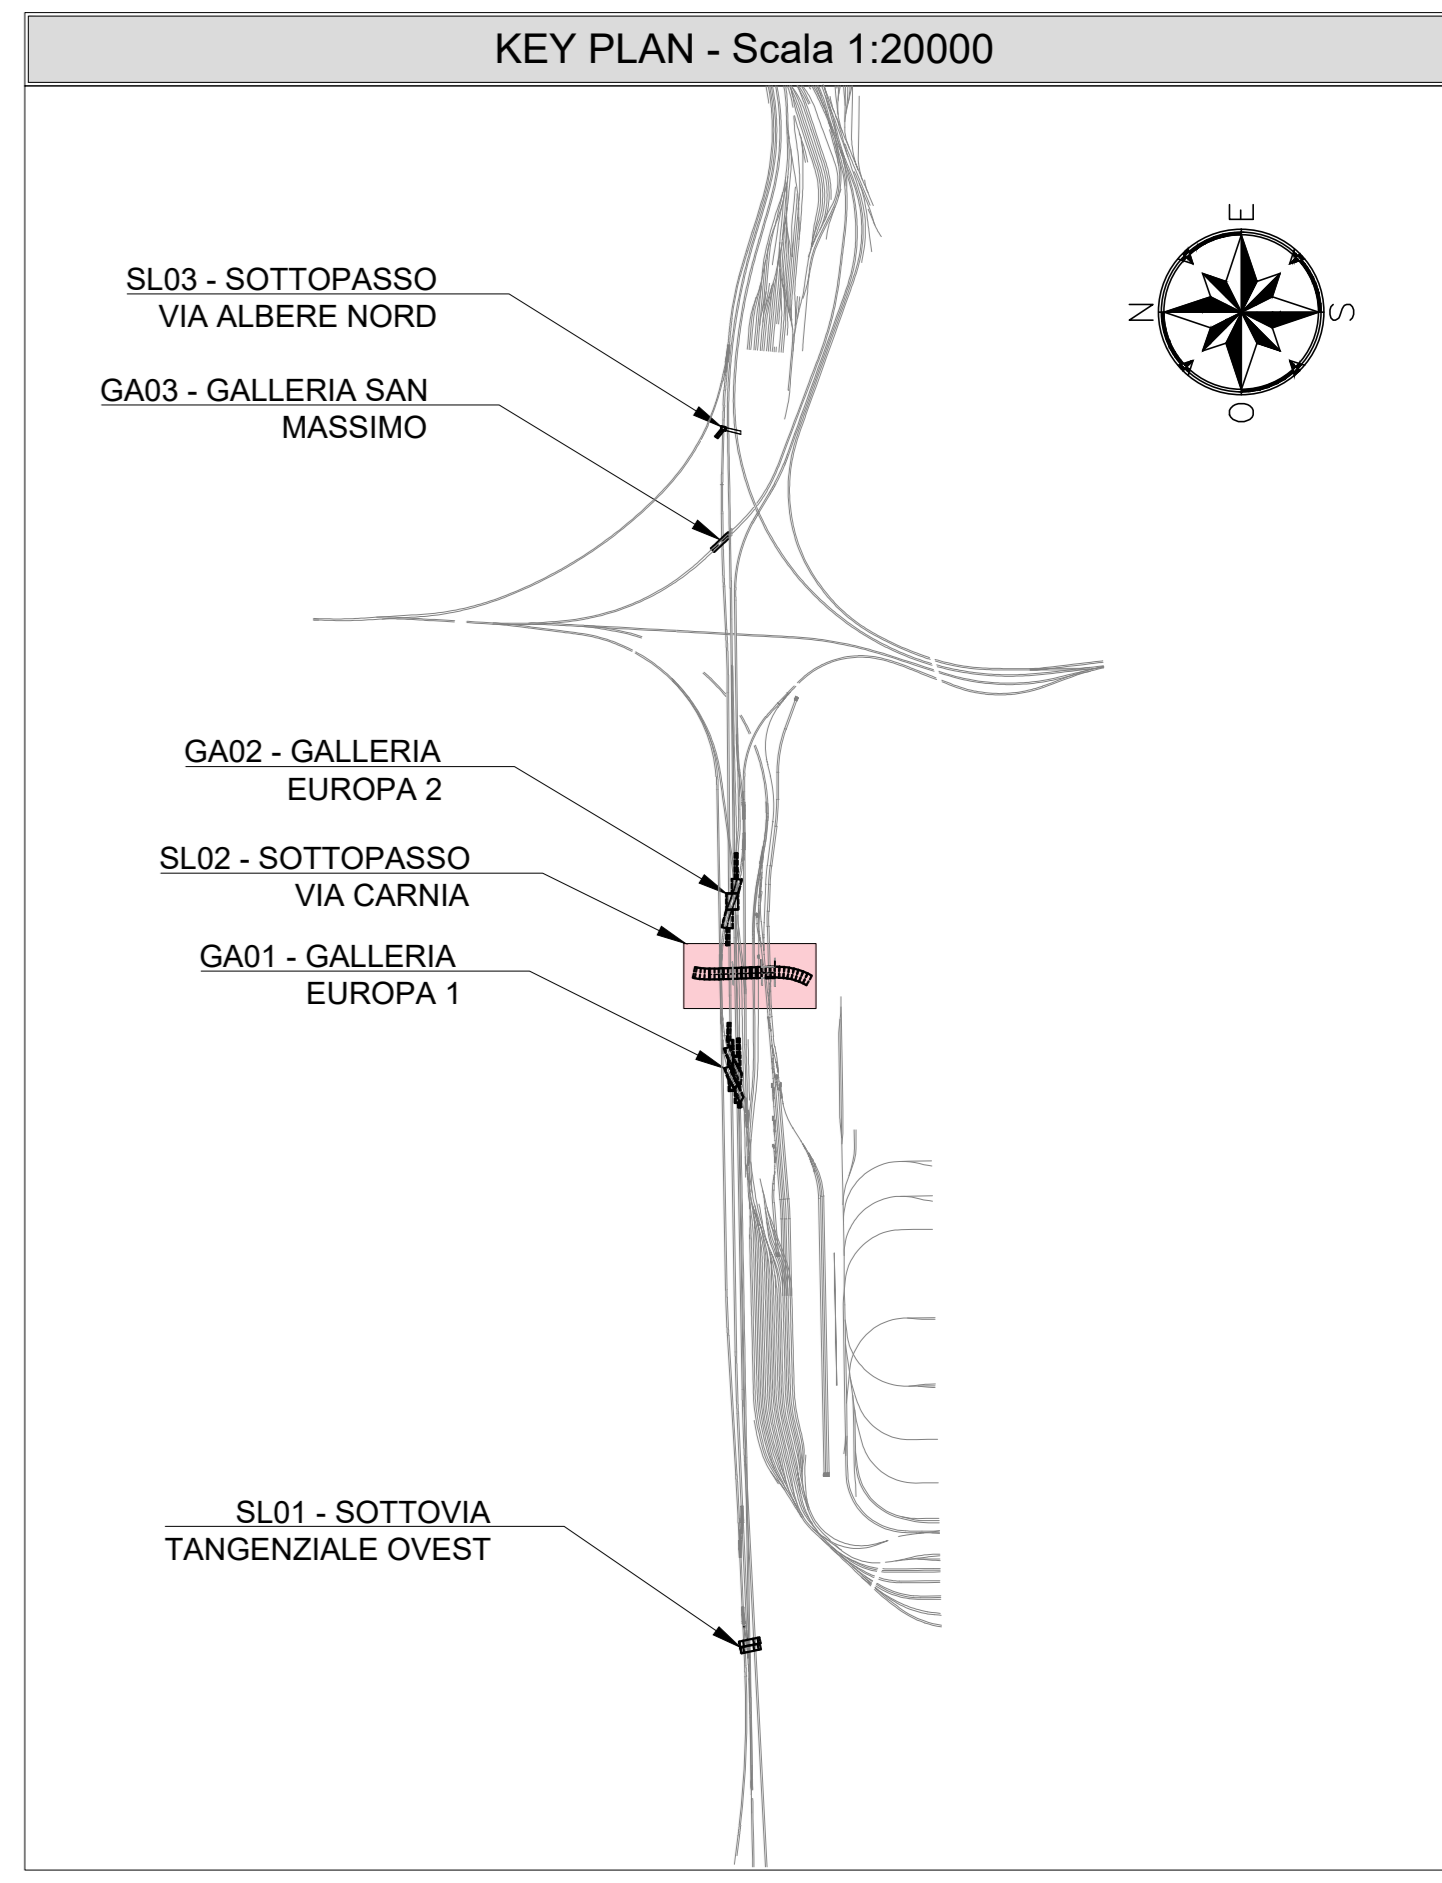 KEY PLAN - Scala 1:20000
E
N
S
O
SL03 - SOTTOPASSO
VIA ALBERE NORD
GA03 - GALLERIA SAN
MASSIMO
GA02 - GALLERIA
EUROPA 2
SL02 - SOTTOPASSO
VIA CARNIA
GA01 - GALLERIA
EUROPA 1
SL01 - SOTTOVIA
TANGENZIALE OVEST